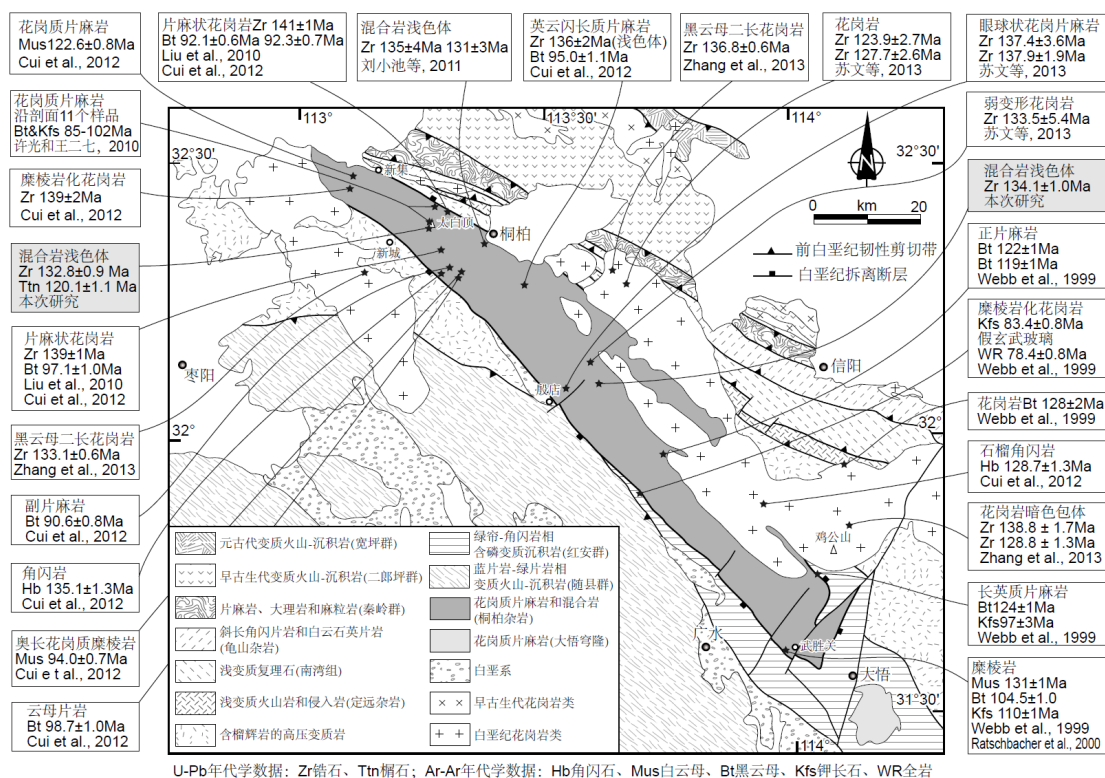 花岗质片麻岩
Mus122.6±0.8Ma
Cui et al., 2012
片麻状花岗岩Zr 141±1Ma
Bt 92.1±0.6Ma 92.3±0.7Ma
Liu et al., 2010
Cui et al., 2012
混合岩浅色体
Zr 135±4Ma 131±3Ma
刘小池等, 2011
英云闪长质片麻岩
Zr 136±2Ma(浅色体)
Bt 95.0±1.1Ma
Cui et al., 2012
黑云母二长花岗岩
Zr 136.8±0.6Ma
Zhang et al., 2013
花岗岩
Zr 123.9±2.7Ma
Zr 127.7±2.6Ma
苏文等, 2013
眼球状花岗片麻岩
Zr 137.4±3.6Ma
Zr 137.9±1.9Ma
苏文等, 2013
花岗质片麻岩
沿剖面11个样品
Bt&Kfs 85-102Ma
许光和王二七, 2010
糜棱岩化花岗岩
Zr 139±2Ma
Cui et al., 2012
混合岩浅色体
Zr 132.8±0.9 Ma
Ttn 120.1±1.1 Ma
本次研究
片麻状花岗岩
Zr 139±1Ma
Bt 97.1±1.0Ma
Liu et al., 2010
Cui et al., 2012
黑云母二长花岗岩
Zr 133.1±0.6Ma
Zhang et al., 2013
副片麻岩
Bt 90.6±0.8Ma
Cui et al., 2012
角闪岩
Hb 135.1±1.3Ma
Cui et al., 2012
奥长花岗质糜棱岩
Mus 94.0±0.7Ma
Cui e t al., 2012
云母片岩
Bt 98.7±1.0Ma
Cui et al., 2012
弱变形花岗岩
Zr 133.5±5.4Ma
苏文等, 2013
混合岩浅色体
Zr 134.1±1.0Ma
本次研究
正片麻岩
Bt 122±1Ma
Bt 119±1Ma
Webb et al., 1999
糜棱岩化花岗岩
Kfs 83.4±0.8Ma
假玄武玻璃
WR 78.4±0.8Ma
Webb et al., 1999
花岗岩Bt 128±2Ma
Webb et al., 1999
石榴角闪岩
Hb 128.7±1.3Ma
Cui et al., 2012
花岗岩暗色包体
Zr 138.8 ± 1.7Ma
Zr 128.8 ± 1.3Ma
Zhang et al., 2013
长英质片麻岩
Bt124±1Ma
Kfs97±3Ma
Webb et al., 1999
糜棱岩
Mus 131±1Ma
Bt 104.5±1.0
Kfs 110±1Ma
Webb et al., 1999
Ratschbacher et al., 2000
113°
113°30′
114°
32°30′
32°30′
N
0 km 20
前白垩纪韧性剪切带
白垩纪拆离断层
新集
太白顶
桐柏
新城
枣阳
殷店
信阳
32°
32°
鸡公山
广水
武胜关
大悟
31°30′
114°
元古代变质火山-沉积岩(宽坪群)
早古生代变质火山-沉积岩(二郎坪群)
片麻岩、大理岩和麻粒岩(秦岭群)
斜长角闪片岩和白云石英片岩
(龟山杂岩)
浅变质复理石(南湾组)
浅变质火山岩和侵入岩(定远杂岩)
含榴辉岩的高压变质岩
绿帘-角闪岩相
含磷变质沉积岩(红安群)
蓝片岩-绿片岩相
变质火山-沉积岩(随县群)
花岗质片麻岩和混合岩
(桐柏杂岩)
花岗质片麻岩(大悟穹隆)
白垩系
早古生代花岗岩类
白垩纪花岗岩类
U-Pb年代学数据：Zr锆石、Ttn榍石；Ar-Ar年代学数据：Hb角闪石、Mus白云母、Bt黑云母、Kfs钾长石、WR全岩